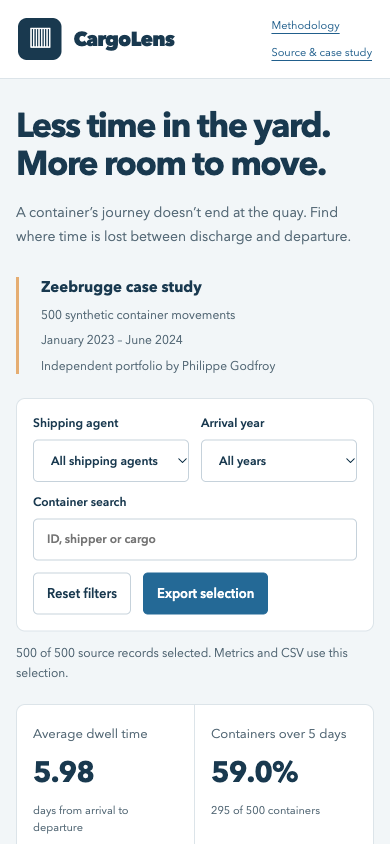 CargoLens
Methodology
Source & case study
Less time in the yard.
More room to move.
A container’s journey doesn’t end at the quay. Find
where time is lost between discharge and departure.
Zeebrugge case study
500 synthetic container movements
January 2023 – June 2024
Independent portfolio by Philippe Godfroy
Shipping agent
Arrival year
All shipping agents
All years
Container search
ID, shipper or cargo
Reset filters
Export selection
500 of 500 source records selected. Metrics and CSV use this
selection.
Average dwell time
Containers over 5 days
5.98
59.0%
days from arrival to
departure
295 of 500 containers